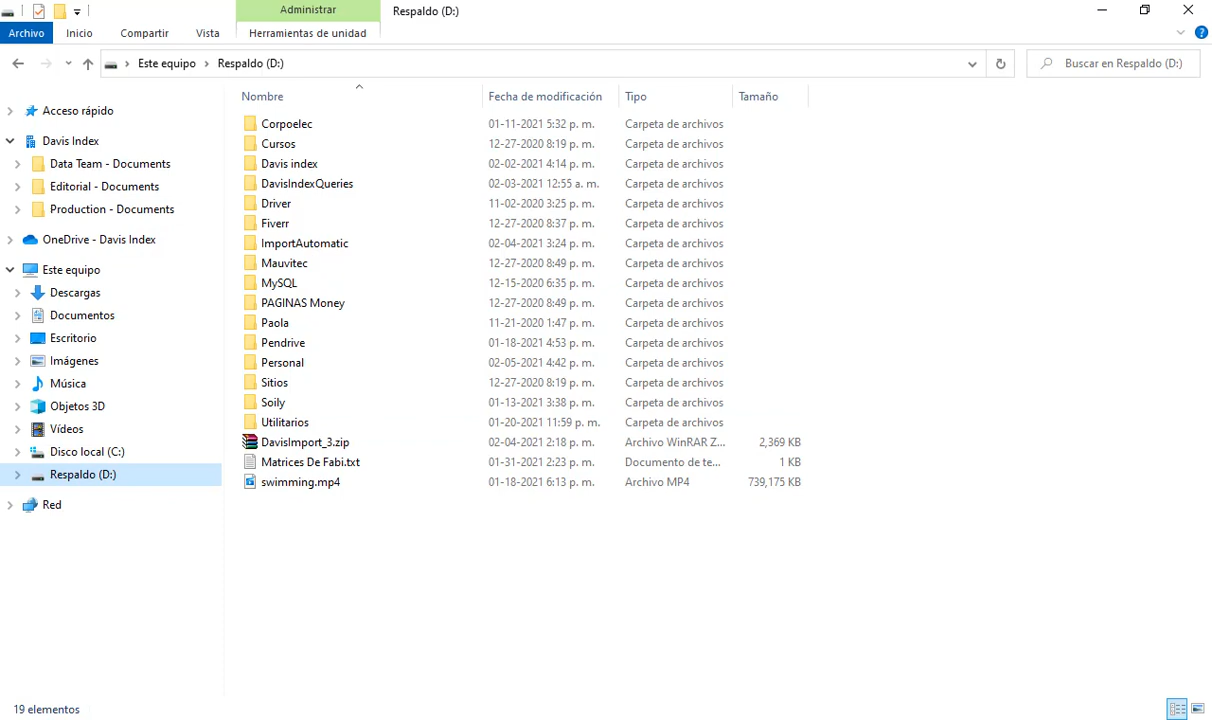 Administrar
Respaldo (D:)
Archivo
Inicio
Compartir
Vista
Herramientas de unidad
Este equipo
Respaldo (D:)
Buscar en Respaldo (D:)
Nombre
Fecha de modificación
Tipo
Tamaño
Acceso rápido
Davis Index
Data Team - Documents
Editorial - Documents
Production - Documents
OneDrive - Davis Index
Este equipo
Descargas
Documentos
Escritorio
Imágenes
Música
Objetos 3D
Vídeos
Disco local (C:)
Respaldo (D:)
Red
Corpoelec 01-11-2021 5:32 p. m. Carpeta de archivos
Cursos 12-27-2020 8:19 p. m. Carpeta de archivos
Davis index 02-02-2021 4:14 p. m. Carpeta de archivos
DavisIndexQueries 02-03-2021 12:55 a. m. Carpeta de archivos
Driver 11-02-2020 3:25 p. m. Carpeta de archivos
Fiverr 12-27-2020 8:37 p. m. Carpeta de archivos
ImportAutomatic 02-04-2021 3:24 p. m. Carpeta de archivos
Mauvitec 12-27-2020 8:49 p. m. Carpeta de archivos
MySQL 12-15-2020 6:35 p. m. Carpeta de archivos
PAGINAS Money 12-27-2020 8:49 p. m. Carpeta de archivos
Paola 11-21-2020 1:47 p. m. Carpeta de archivos
Pendrive 01-18-2021 4:53 p. m. Carpeta de archivos
Personal 02-05-2021 4:42 p. m. Carpeta de archivos
Sitios 12-27-2020 8:19 p. m. Carpeta de archivos
Soily 01-13-2021 3:38 p. m. Carpeta de archivos
Utilitarios 01-20-2021 11:59 p. m. Carpeta de archivos
DavisImport_3.zip 02-04-2021 2:18 p. m. Archivo WinRAR Z... 2,369 KB
Matrices De Fabi.txt 01-31-2021 2:23 p. m. Documento de te... 1 KB
swimming.mp4 01-18-2021 6:13 p. m. Archivo MP4 739,175 KB
19 elementos